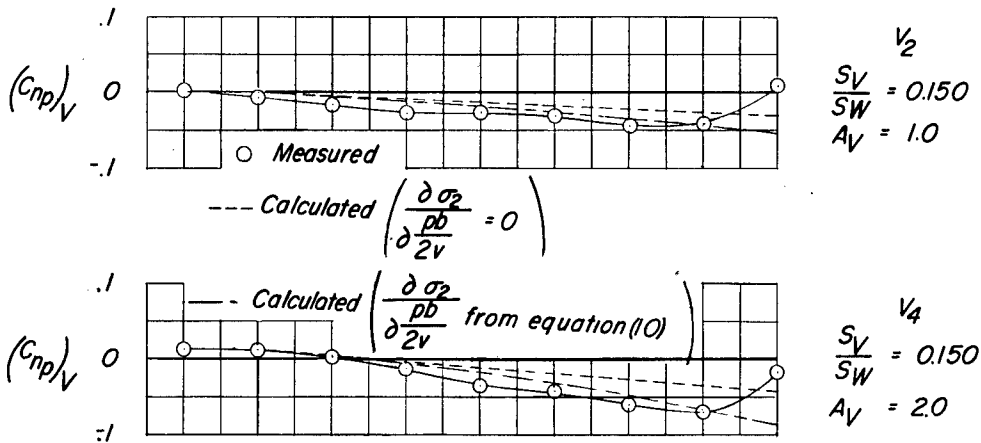 .1
(Cnp)V 0
-.1
V2
SV/SW = 0.150
AV = 1.0
○ Measured
--- Calculated (∂σ2/∂ pb/2v = 0)
—- Calculated (∂σ2/∂ pb/2v from equation (10))
.1
(Cnp)V 0
-.1
V4
SV/SW = 0.150
AV = 2.0